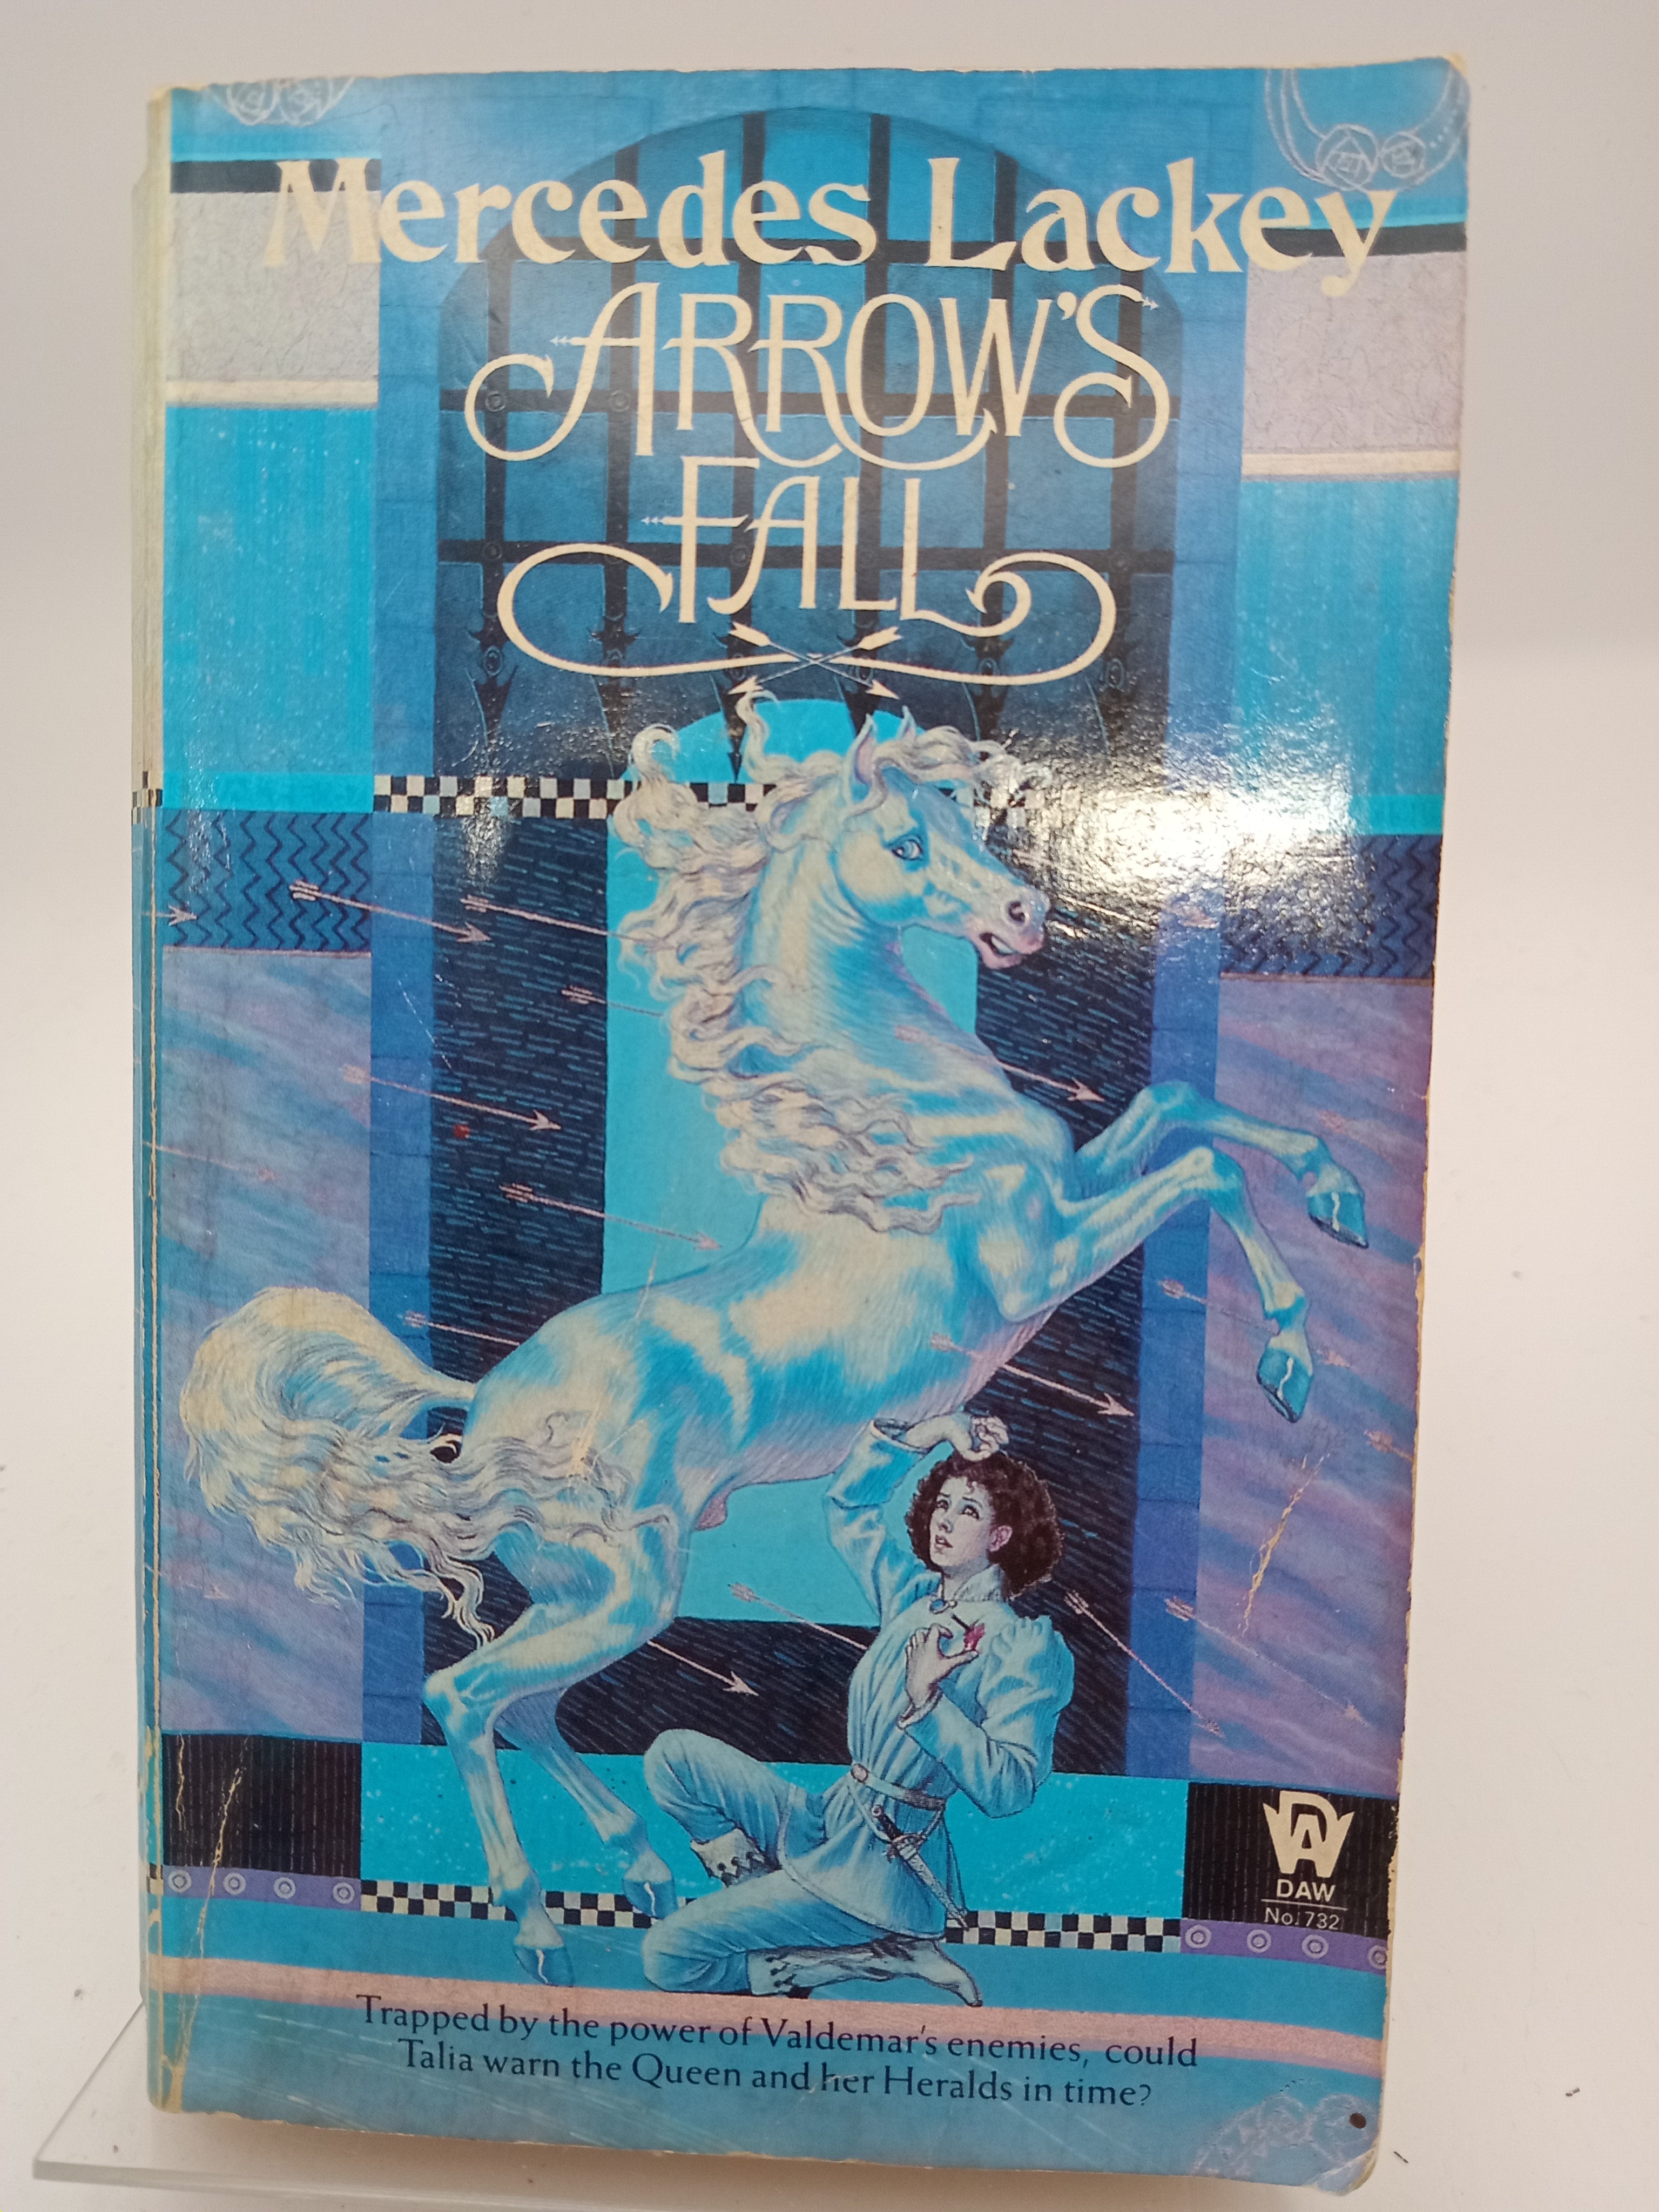 Mercedes Lackey
ARROW'S
FALL
DAW
DAW
No. 732
Trapped by the power of Valdemar's enemies, could
Talia warn the Queen and her Heralds in time?